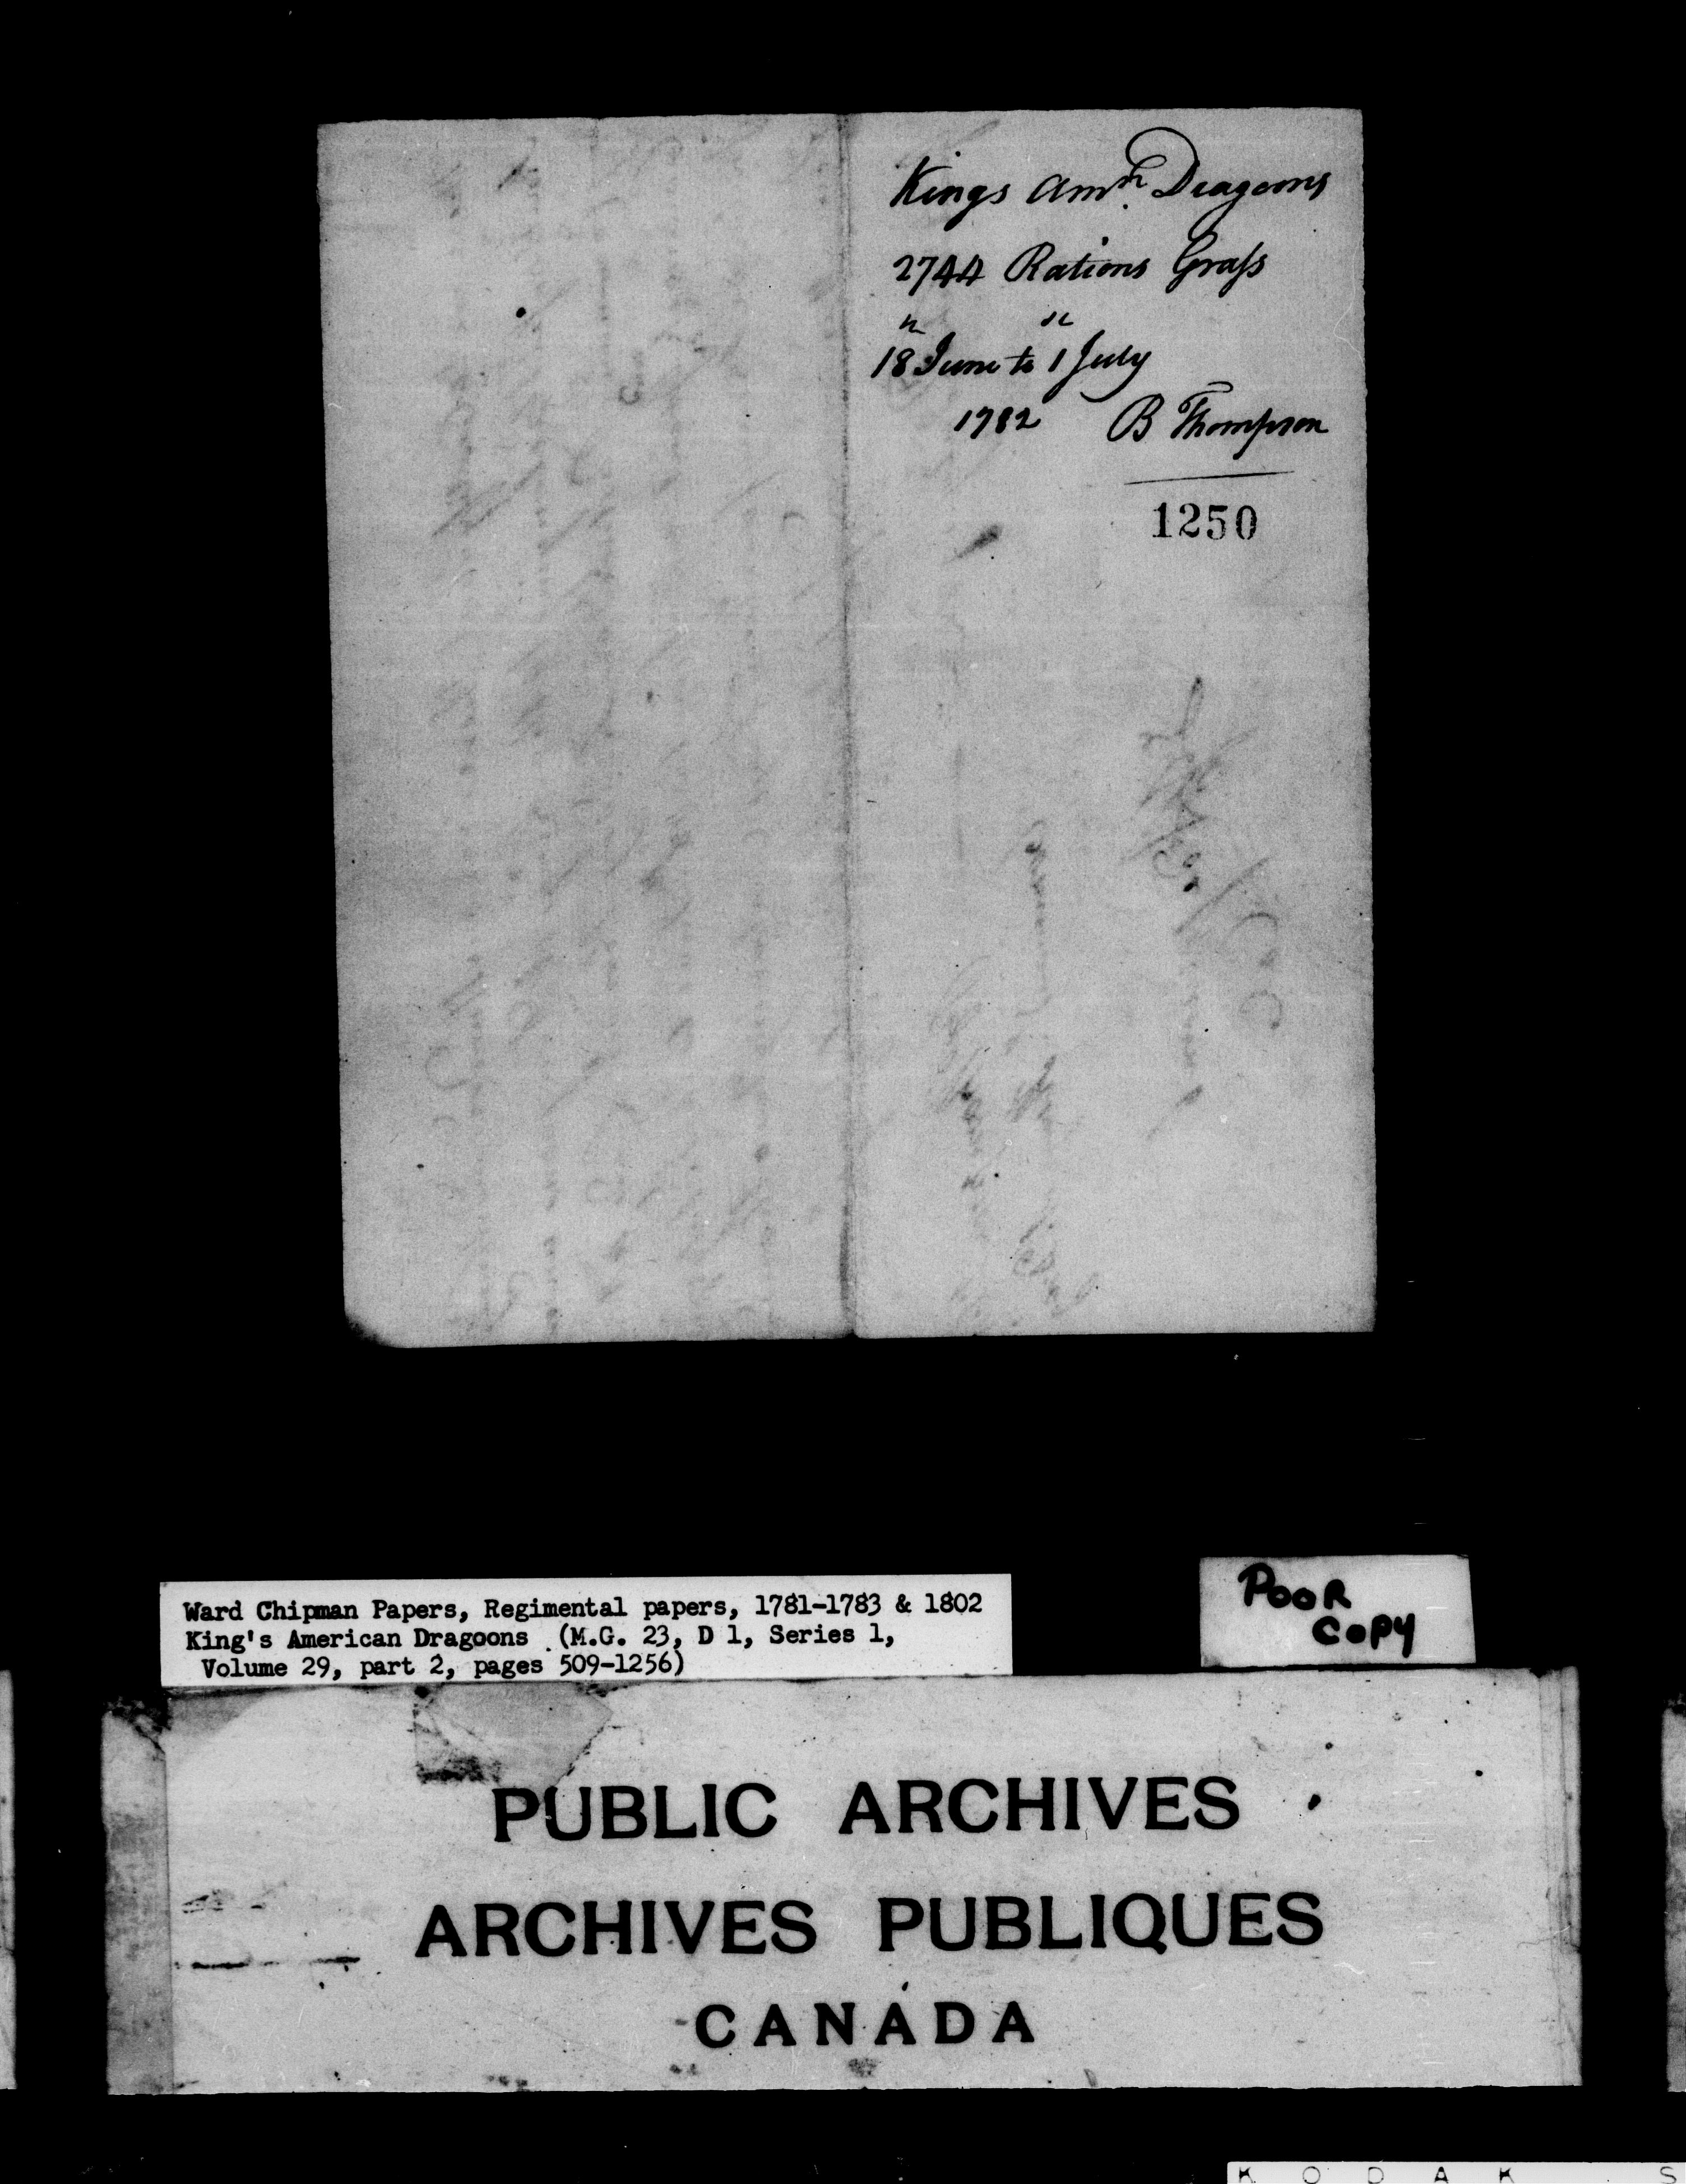 Kings Amn. Dragoons
2744 Rations Grass
18 June to 1 July
1782 B Thompson
1250
Ward Chipman Papers, Regimental papers, 1781-1783 & 1802
King's American Dragoons (M.G. 23, D 1, Series 1,
Volume 29, part 2, pages 509-1256)
POOR
COPY
PUBLIC ARCHIVES
ARCHIVES PUBLIQUES
CANADA
KODAK S